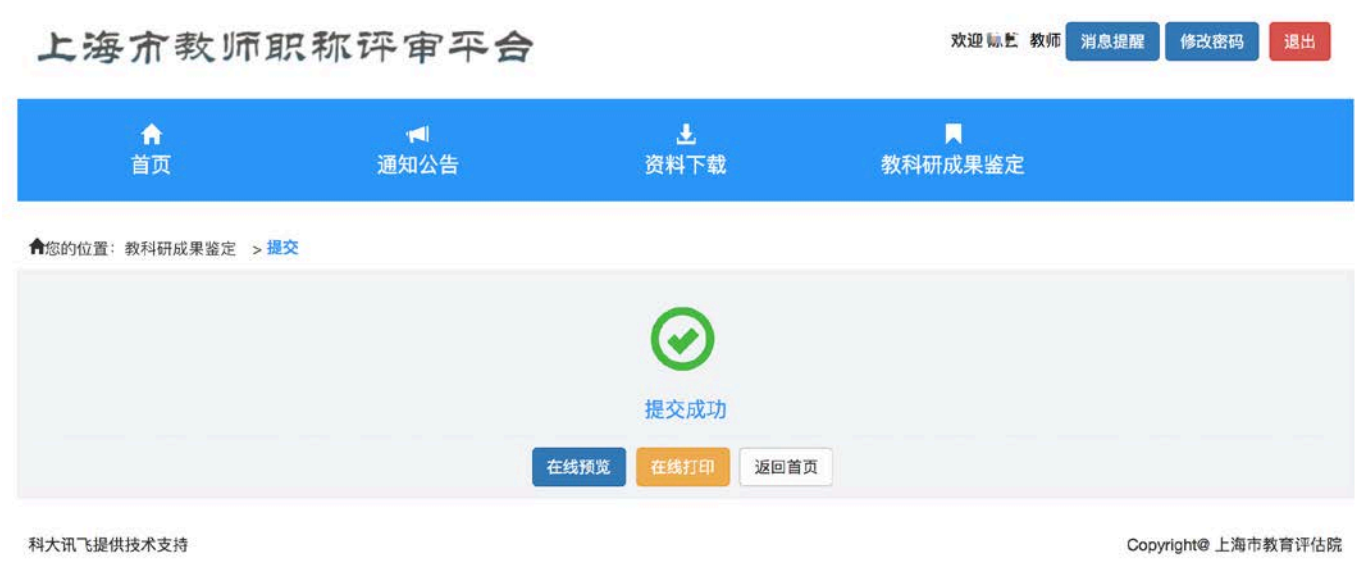 上海市教师职称评审平台
欢迎 教师 消息提醒 修改密码 退出
首页 通知公告 资料下载 教科研成果鉴定
您的位置：教科研成果鉴定 > 提交
提交成功
在线预览 在线打印 返回首页
科大讯飞提供技术支持 Copyright@ 上海市教育评估院